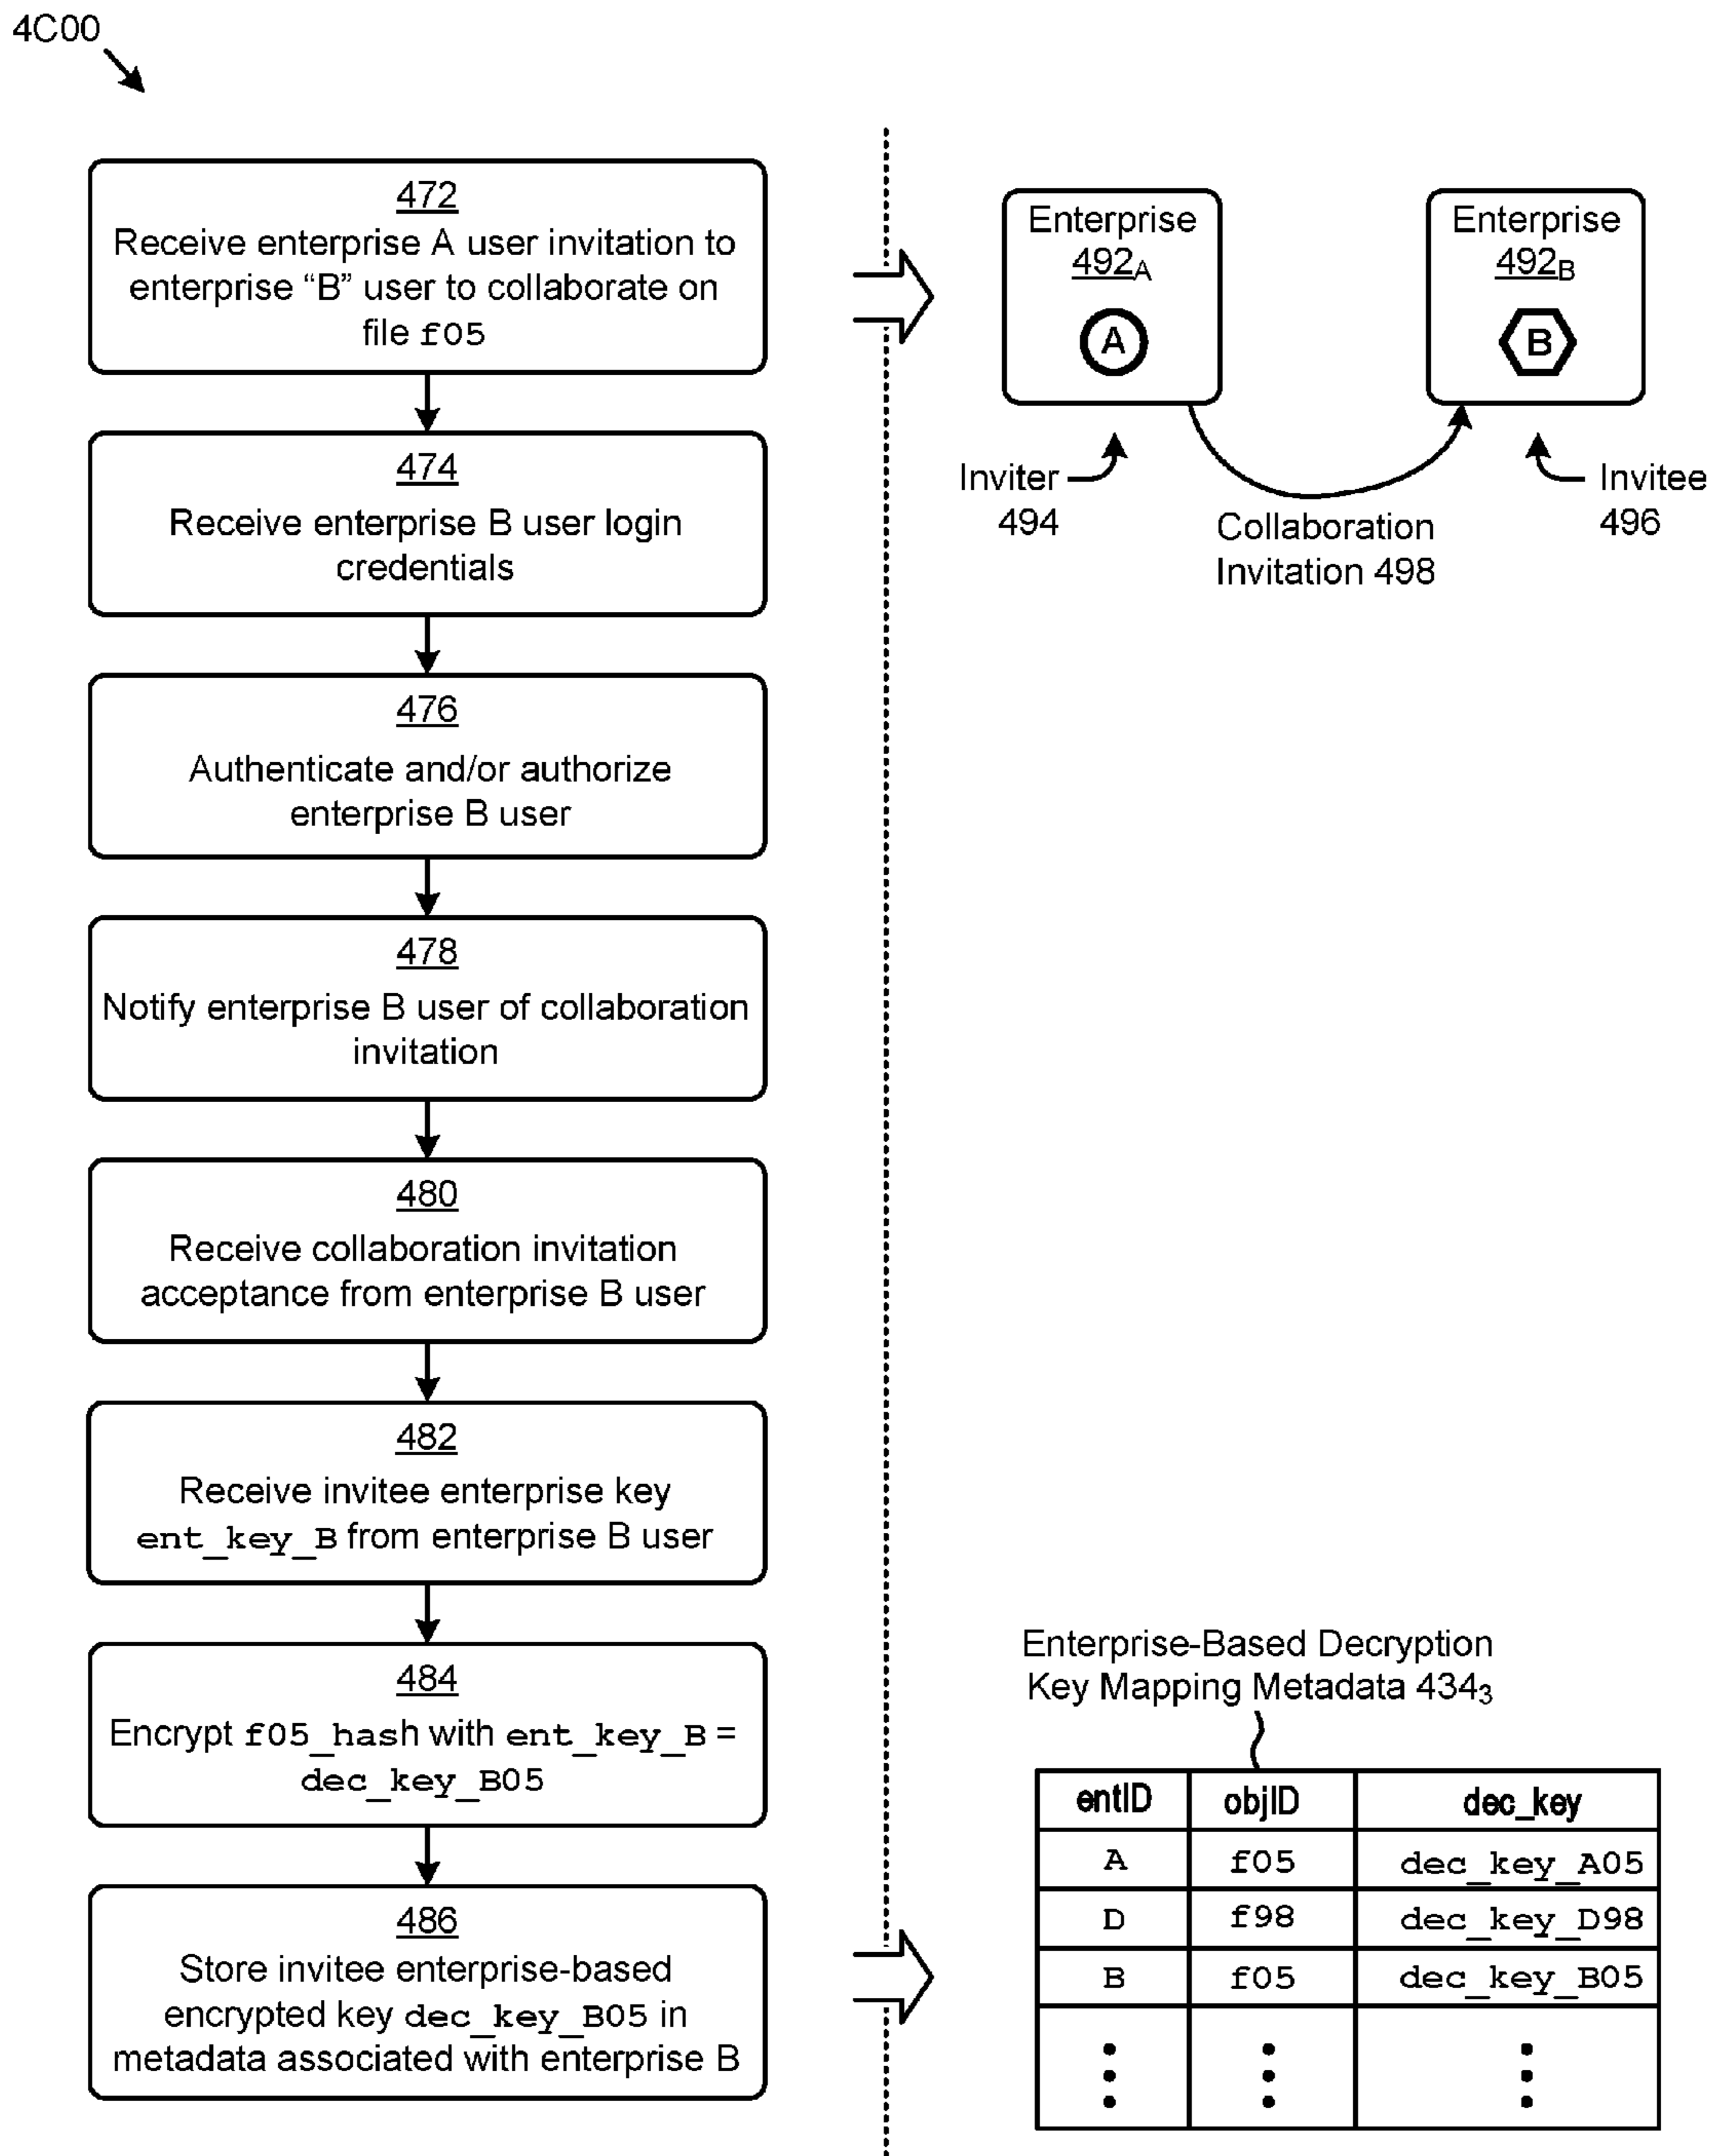 4C00
472
Receive enterprise A user invitation to
enterprise “B” user to collaborate on
file f05
474
Receive enterprise B user login
credentials
476
Authenticate and/or authorize
enterprise B user
478
Notify enterprise B user of collaboration
invitation
480
Receive collaboration invitation
acceptance from enterprise B user
482
Receive invitee enterprise key
ent_key_B from enterprise B user
484
Encrypt f05_hash with ent_key_B =
dec_key_B05
486
Store invitee enterprise-based
encrypted key dec_key_B05 in
metadata associated with enterprise B
Enterprise
492A
A
Enterprise
492B
B
Inviter
494
Collaboration
Invitation 498
Invitee
496
Enterprise-Based Decryption
Key Mapping Metadata 4343
entID objID dec_key
A f05 dec_key_A05
D f98 dec_key_D98
B f05 dec_key_B05